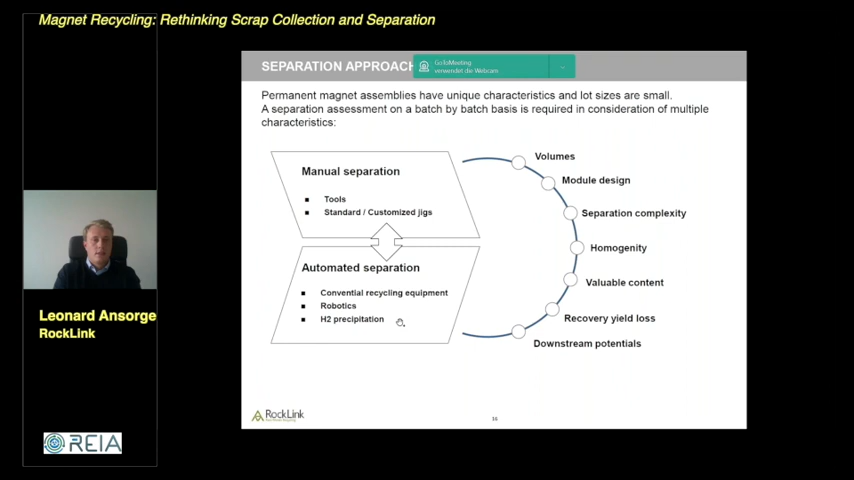 Magnet Recycling: Rethinking Scrap Collection and Separation
SEPARATION APPROACH
GoToMeeting
verwendet die Webcam
Permanent magnet assemblies have unique characteristics and lot sizes are small.
A separation assessment on a batch by batch basis is required in consideration of multiple
characteristics:
Manual separation
Tools
Standard / Customized jigs
Automated separation
Convential recycling equipment
Robotics
H2 precipitation
Volumes
Module design
Separation complexity
Homogenity
Valuable content
Recovery yield loss
Downstream potentials
Leonard Ansorge
RockLink
REIA
RockLink
16